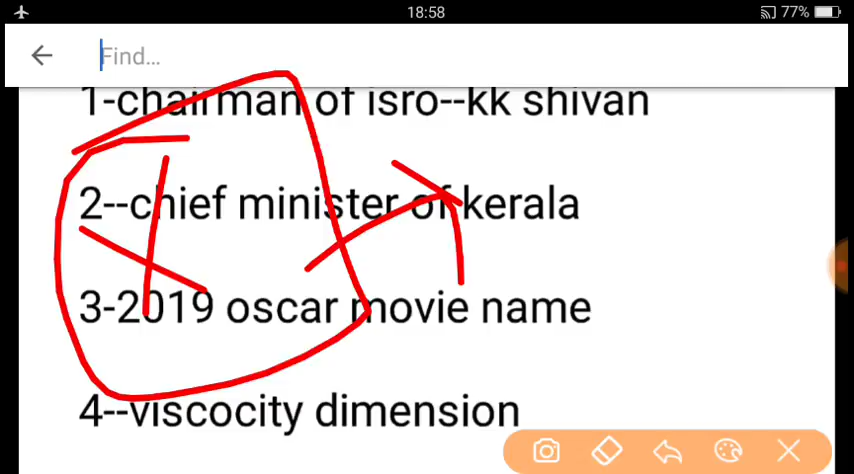 18:58
77%
Find...
1-chairman of isro--kk shivan
2--chief minister of kerala
3-2019 oscar movie name
4--viscocity dimension